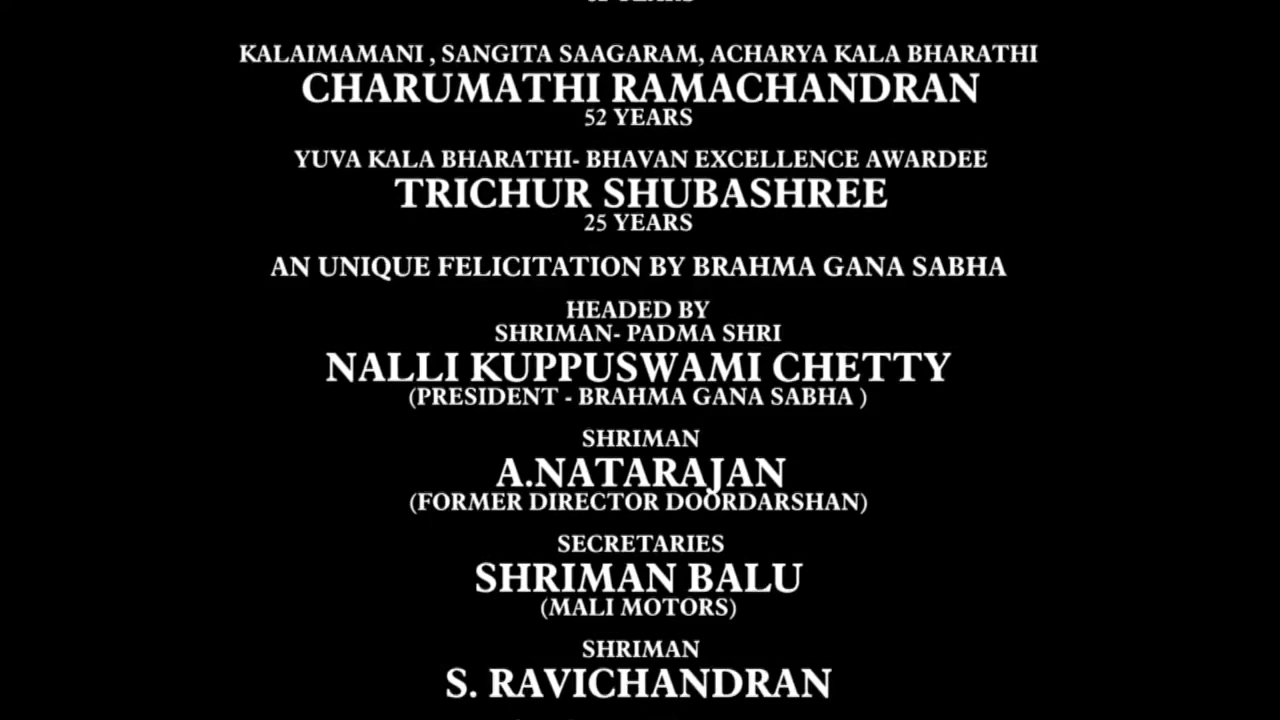 KALAIMAMANI , SANGITA SAAGARAM, ACHARYA KALA BHARATHI
CHARUMATHI RAMACHANDRAN
52 YEARS
YUVA KALA BHARATHI- BHAVAN EXCELLENCE AWARDEE
TRICHUR SHUBASHREE
25 YEARS
AN UNIQUE FELICITATION BY BRAHMA GANA SABHA
HEADED BY
SHRIMAN- PADMA SHRI
NALLI KUPPUSWAMI CHETTY
(PRESIDENT - BRAHMA GANA SABHA )
SHRIMAN
A.NATARAJAN
(FORMER DIRECTOR DOORDARSHAN)
SECRETARIES
SHRIMAN BALU
(MALI MOTORS)
SHRIMAN
S. RAVICHANDRAN